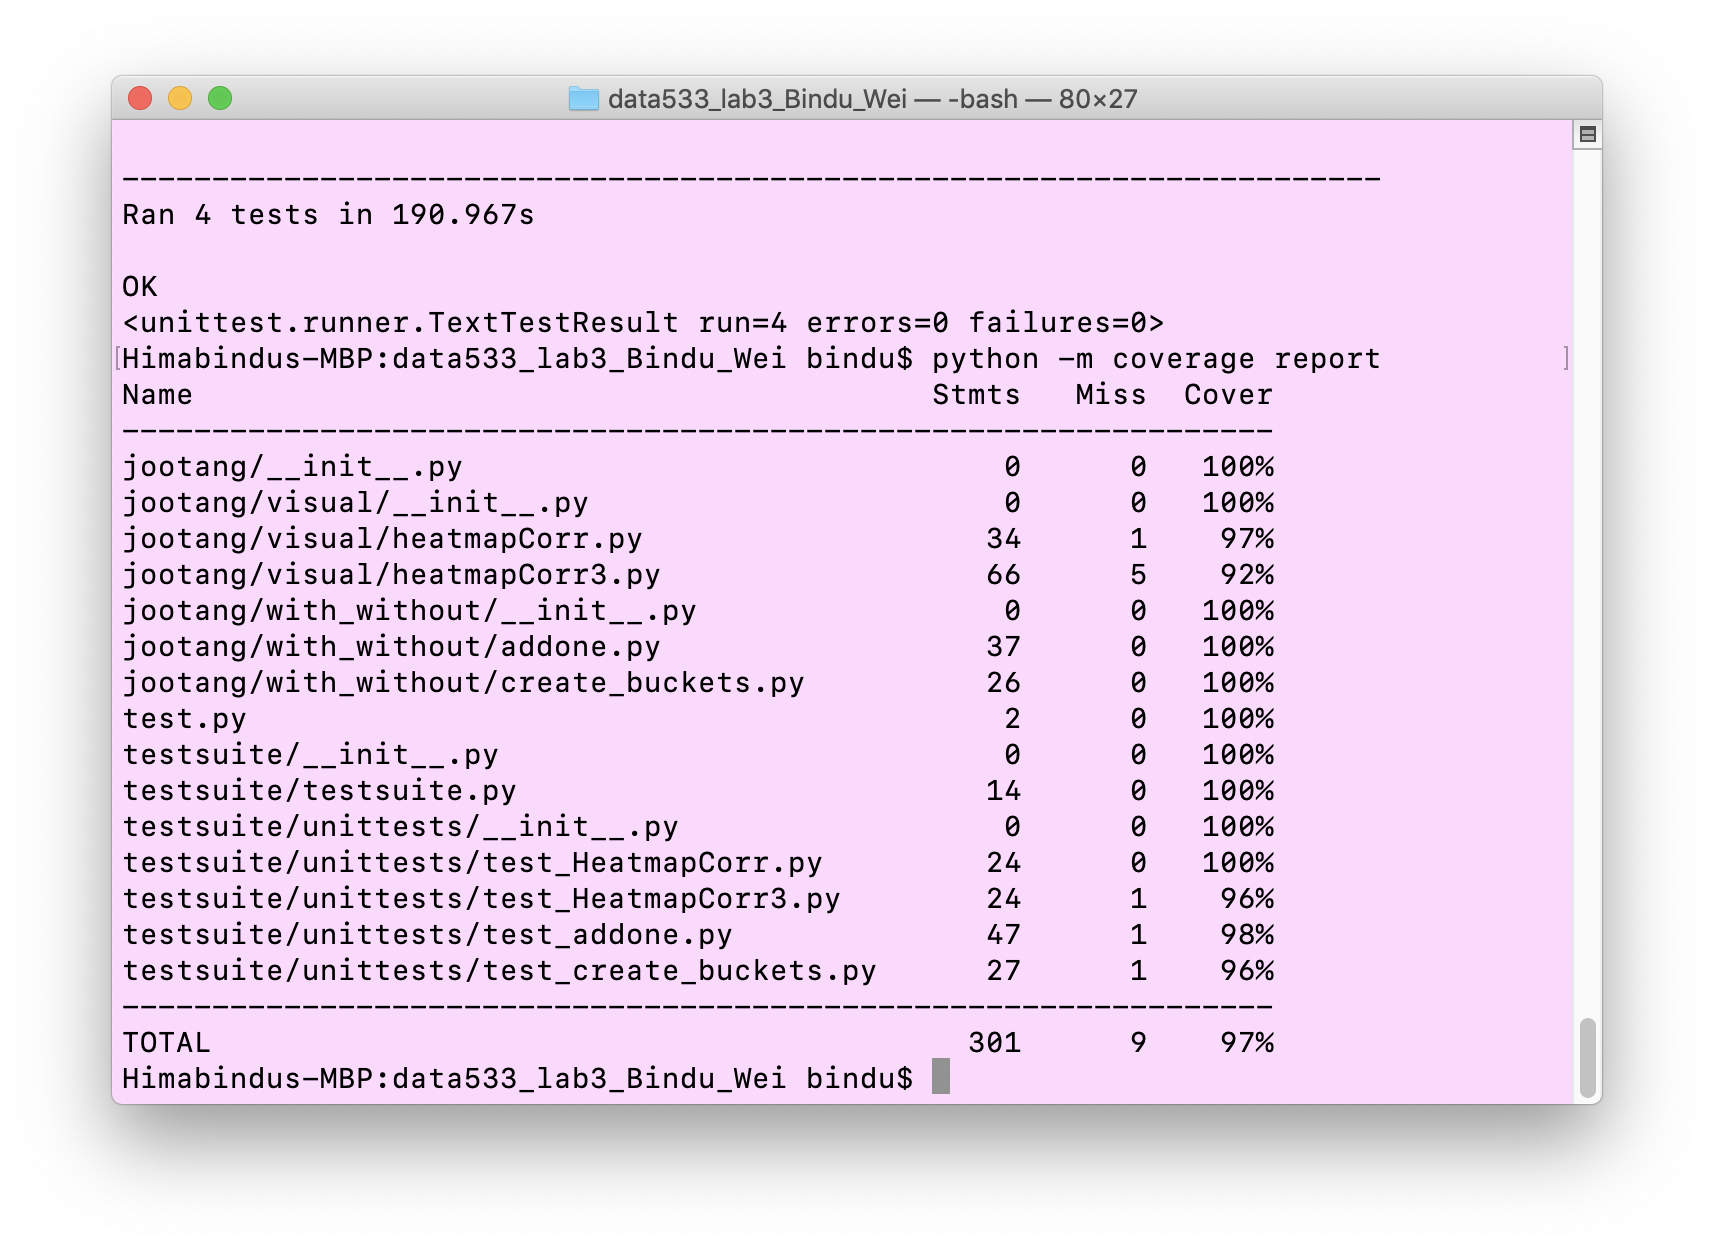 data533_lab3_Bindu_Wei — -bash — 80×27
----------------------------------------------------------------------
Ran 4 tests in 190.967s
OK
<unittest.runner.TextTestResult run=4 errors=0 failures=0>
[Himabindus-MBP:data533_lab3_Bindu_Wei bindu$ python -m coverage report ]
Name Stmts Miss Cover
----------------------------------------------------------------
jootang/__init__.py 0 0 100%
jootang/visual/__init__.py 0 0 100%
jootang/visual/heatmapCorr.py 34 1 97%
jootang/visual/heatmapCorr3.py 66 5 92%
jootang/with_without/__init__.py 0 0 100%
jootang/with_without/addone.py 37 0 100%
jootang/with_without/create_buckets.py 26 0 100%
test.py 2 0 100%
testsuite/__init__.py 0 0 100%
testsuite/testsuite.py 14 0 100%
testsuite/unittests/__init__.py 0 0 100%
testsuite/unittests/test_HeatmapCorr.py 24 0 100%
testsuite/unittests/test_HeatmapCorr3.py 24 1 96%
testsuite/unittests/test_addone.py 47 1 98%
testsuite/unittests/test_create_buckets.py 27 1 96%
----------------------------------------------------------------
TOTAL 301 9 97%
Himabindus-MBP:data533_lab3_Bindu_Wei bindu$